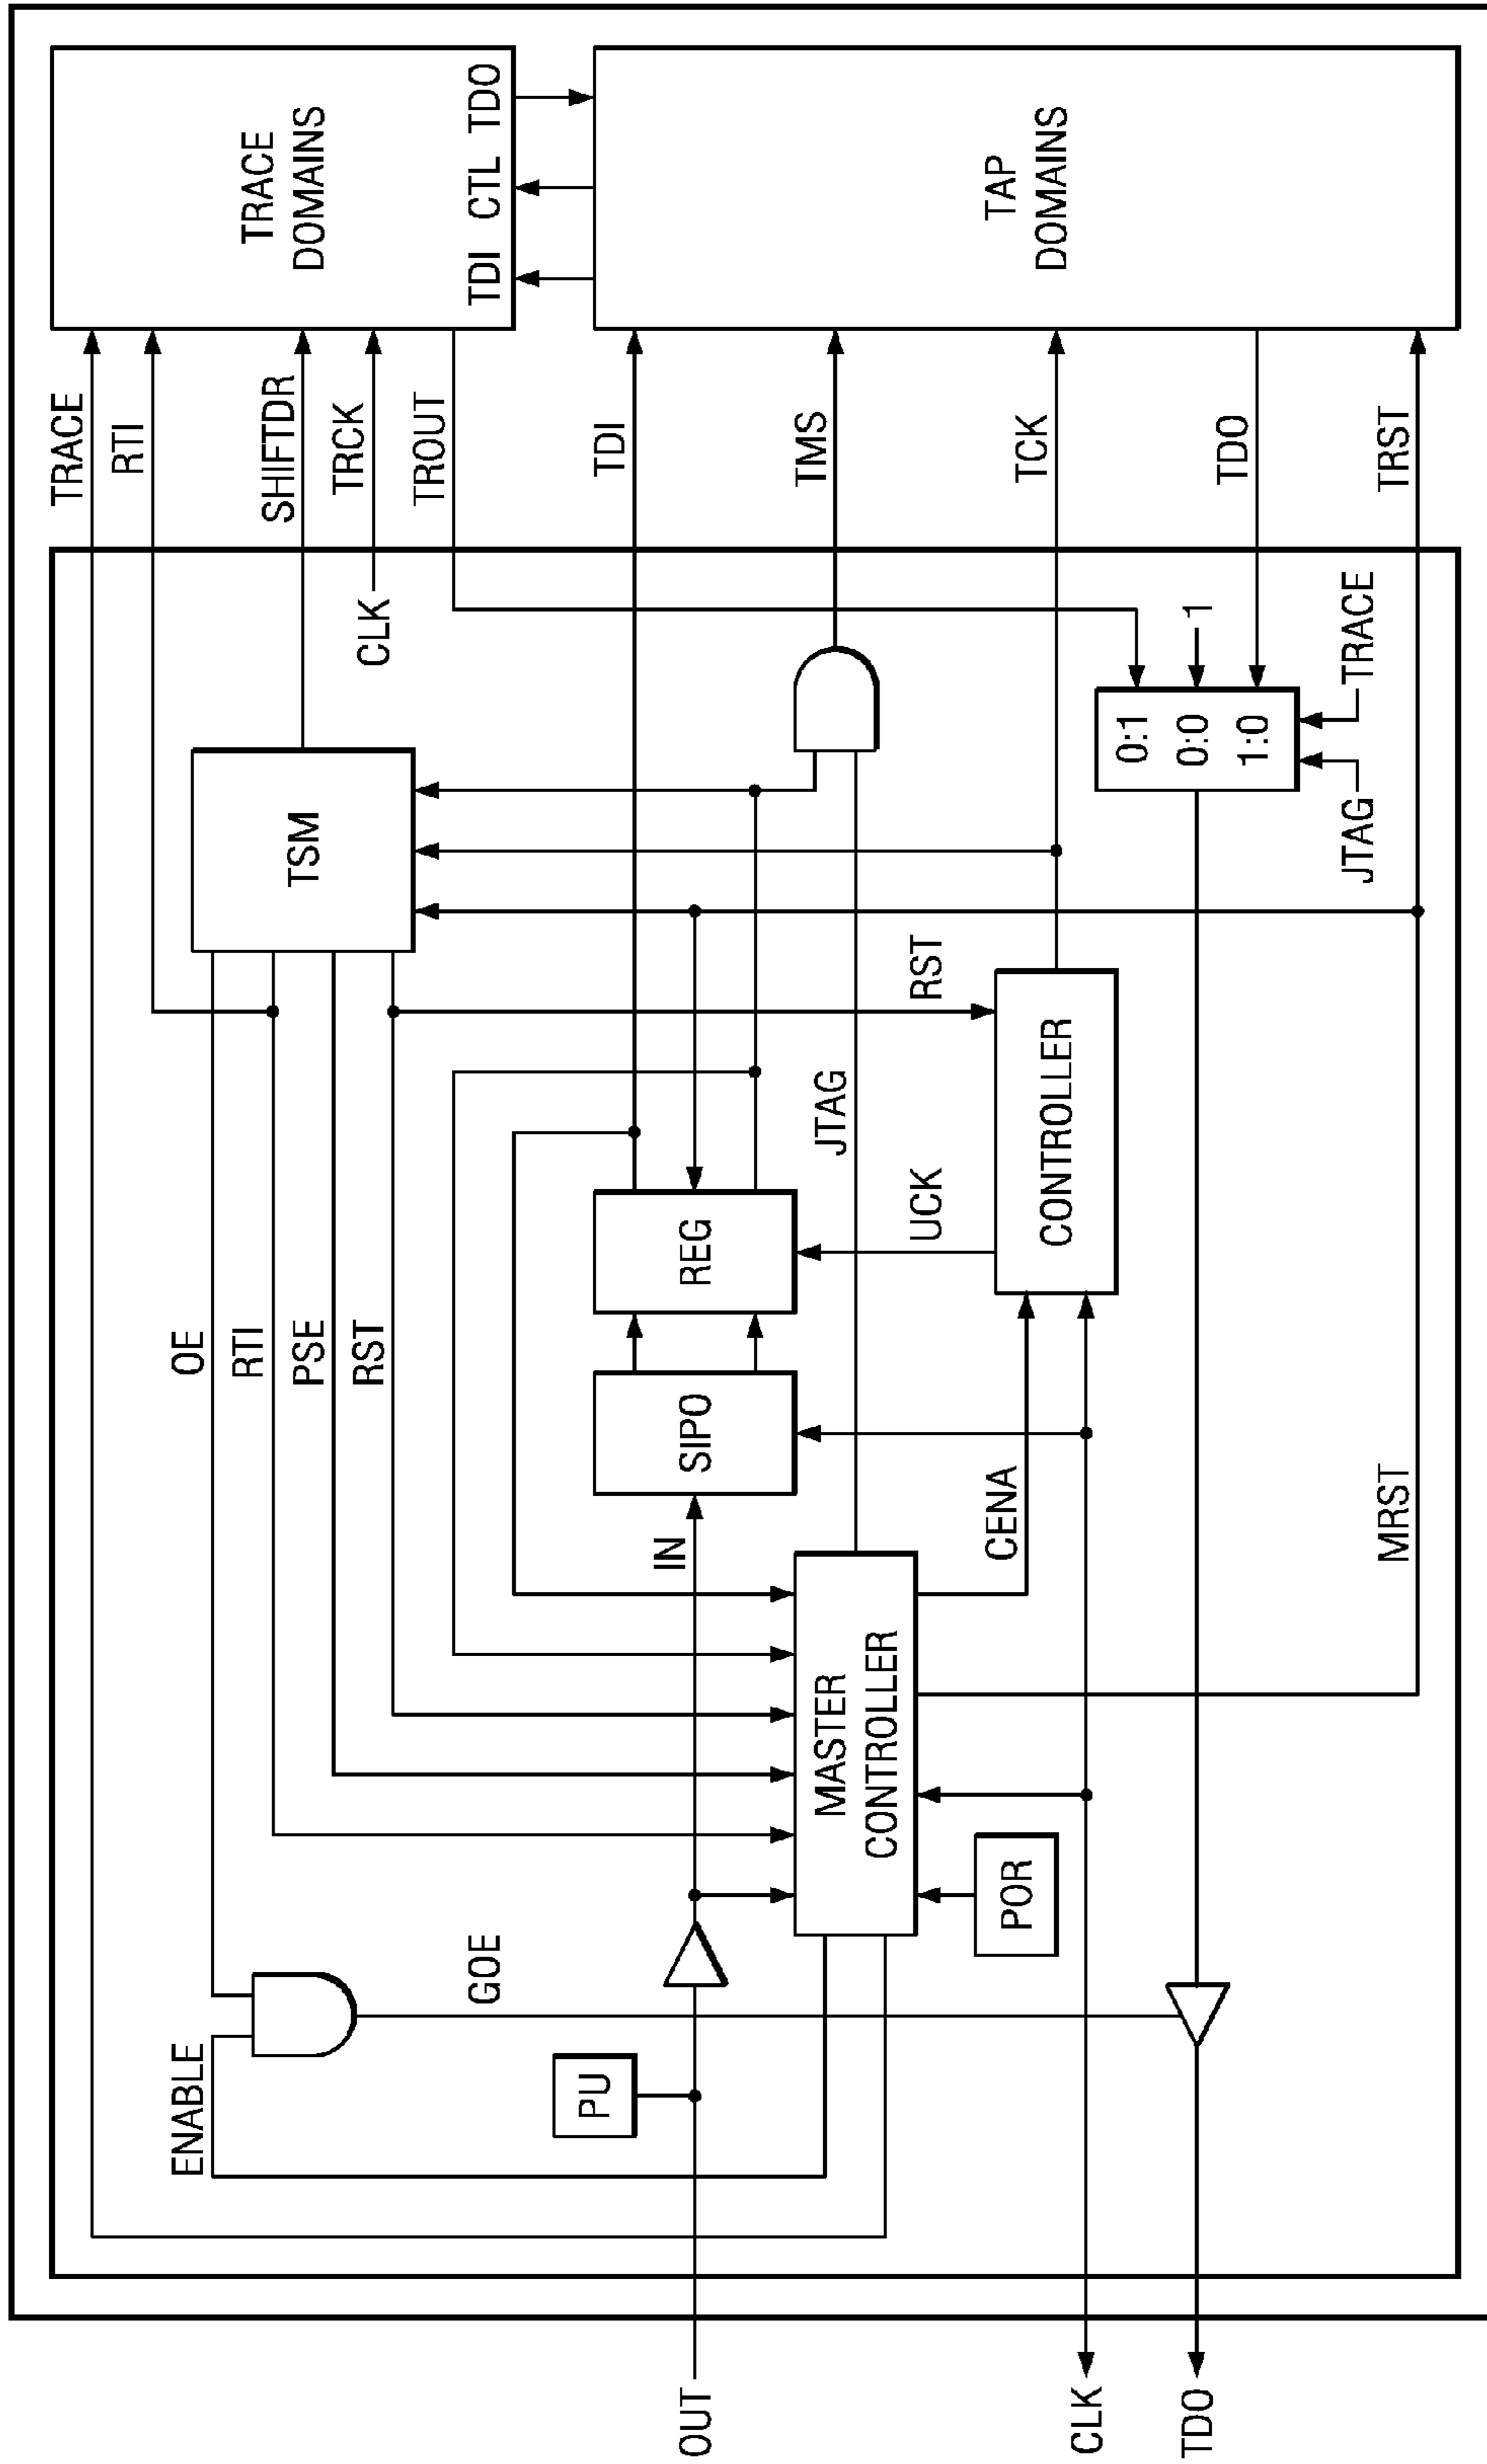 TRACE
RTI
SHIFTDR
TRCK
TROUT
TRACE
DOMAINS
TDI CTL TDO
TDI
TMS
TCK
TDO
TRST
TAP
DOMAINS
CLK
TSM
1
0:1
0:0
1:0
JTAG
TRACE
OE
RTI
PSE
RST
RST
JTAG
UCK
CONTROLLER
REG
SIPO
IN
CENA
MRST
MASTER
CONTROLLER
POR
ENABLE
GOE
PU
OUT
CLK
TDO